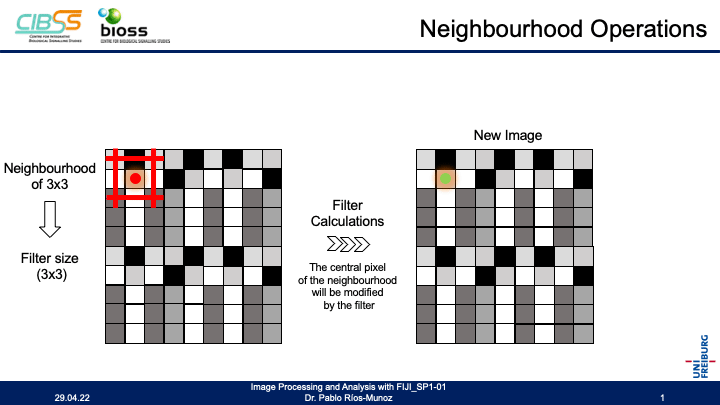 CIBSS
CENTRE FOR INTEGRATIVE
BIOLOGICAL SIGNALLING STUDIES
bioss
CENTRE FOR BIOLOGICAL SIGNALLING STUDIES
Neighbourhood Operations
New Image
Neighbourhood
of 3x3
Filter size
(3x3)
Filter
Calculations
The central pixel
of the neighbourhood
will be modified
by the filter
UNI
FREIBURG
Image Processing and Analysis with FIJI_SP1-01
29.04.22
Dr. Pablo Ríos-Munoz
1